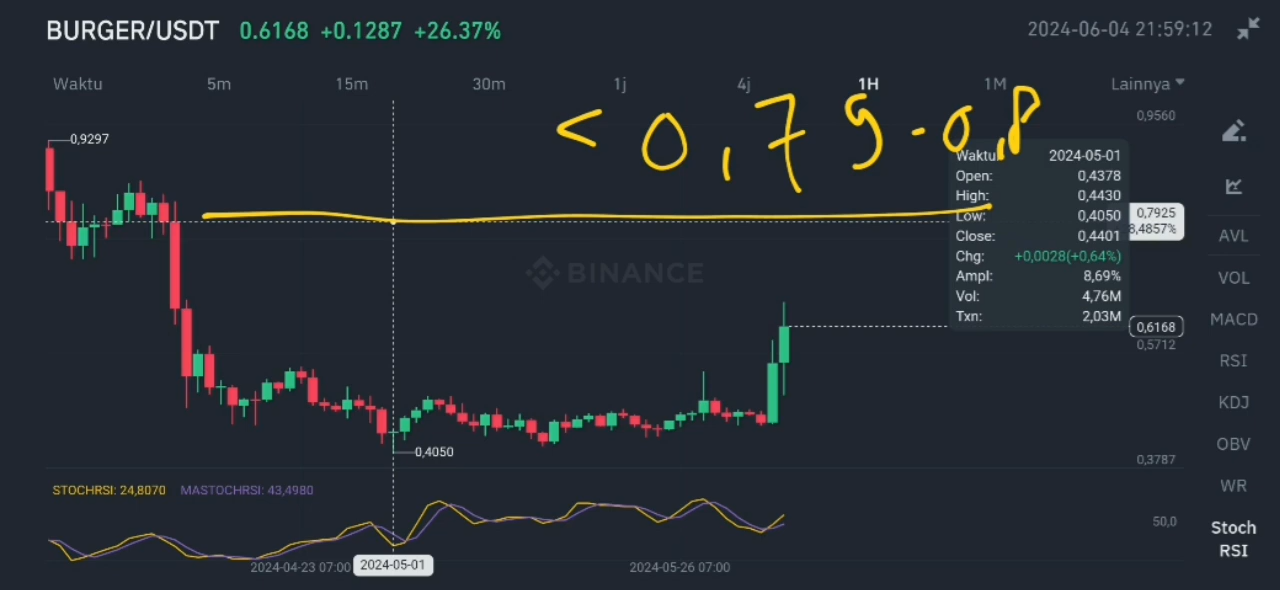 BURGER/USDT 0.6168 +0.1287 +26.37% 2024-06-04 21:59:12
Waktu 5m 15m 30m 1j 4j 1H 1M Lainnya
0,9560
0,9297
< 0,79 - 0,8
Waktu: 2024-05-01
Open: 0,4378
High: 0,4430
Low: 0,4050
Close: 0,4401
Chg: +0,0028(+0,64%)
Ampl: 8,69%
Vol: 4,76M
Txn: 2,03M
0,7925
8,4857%
BINANCE
0,6168
0,5712
0,4050
0,3787
AVL
VOL
MACD
RSI
KDJ
OBV
WR
Stoch
RSI
STOCHRSI: 24,8070 MASTOCHRSI: 43,4980
50,0
2024-04-23 07:00 2024-05-01 2024-05-26 07:00